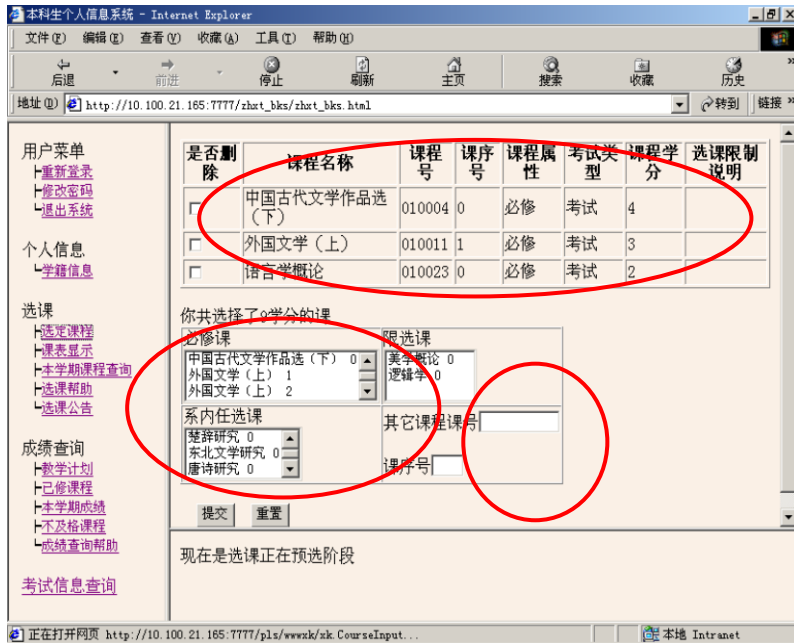 本科生个人信息系统 - Internet Explorer
文件(F) 编辑(E) 查看(V) 收藏(A) 工具(T) 帮助(H)
后退 前进 停止 刷新 主页 搜索 收藏 历史 »
地址(D) http://10.100.21.165:7777/zhxt_bks/zhxt_bks.html 转到 链接 »
用户菜单
重新登录
修改密码
退出系统
个人信息
学籍信息
选课
选定课程
课表显示
本学期课程查询
选课帮助
选课公告
成绩查询
教学计划
已修课程
本学期成绩
不及格课程
成绩查询帮助
考试信息查询
是否删除 课程名称 课程号 课序号 课程属性 考试类型 课程学分 选课限制说明
中国古代文学作品选（下） 010004 0 必修 考试 4
外国文学（上） 010011 1 必修 考试 3
语言学概论 010023 0 必修 考试 2
你共选择了9学分的课
必修课
中国古代文学作品选（下） 0
外国文学（上） 1
外国文学（上） 2
限选课
美学概论 0
逻辑学 0
系内任选课
楚辞研究 0
东北文学研究 0
唐诗研究 0
其它课程课号
课序号
提交 重置
现在是选课正在预选阶段
正在打开网页 http://10.100.21.165:7777/pls/wwwxk/xk.CourseInput... 本地 Intranet